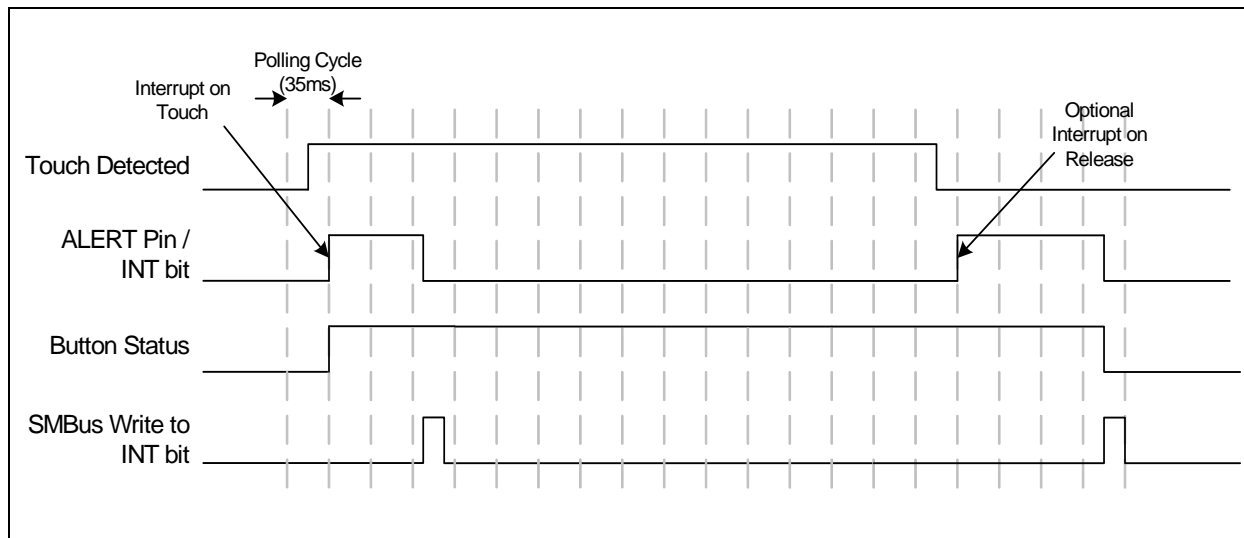 Polling Cycle
(35ms)
Interrupt on
Touch
Optional
Interrupt on
Release
Touch Detected
ALERT Pin /
INT bit
Button Status
SMBus Write to
INT bit